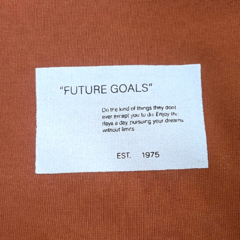 "FUTURE GOALS"
Do the kind of things they dont
ever except you to do. Enjoy the
days a day pursuing your dreams
without limits
EST. 1975